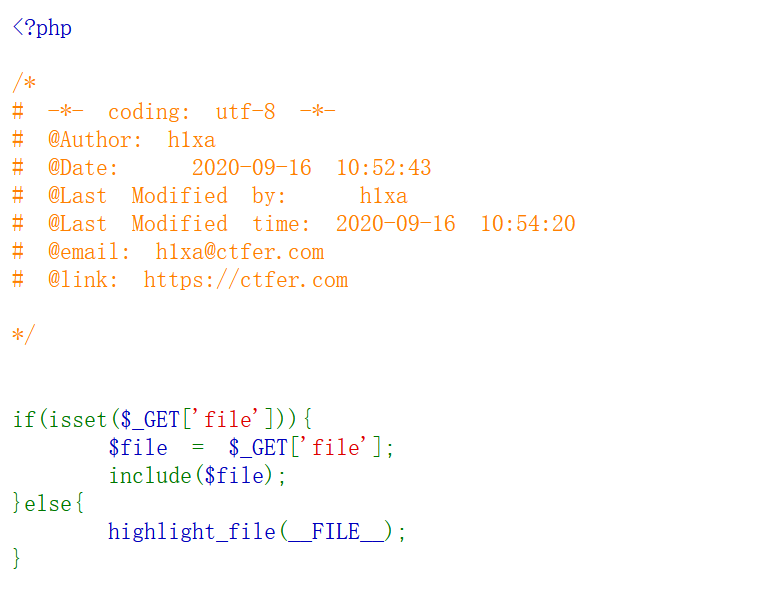 <?php
/*
# -*- coding: utf-8 -*-
# @Author: h1xa
# @Date:   2020-09-16 10:52:43
# @Last Modified by:   h1xa
# @Last Modified time: 2020-09-16 10:54:20
# @email: h1xa@ctfer.com
# @link: https://ctfer.com
*/
if(isset($_GET['file'])){
    $file = $_GET['file'];
    include($file);
}else{
    highlight_file(__FILE__);
}